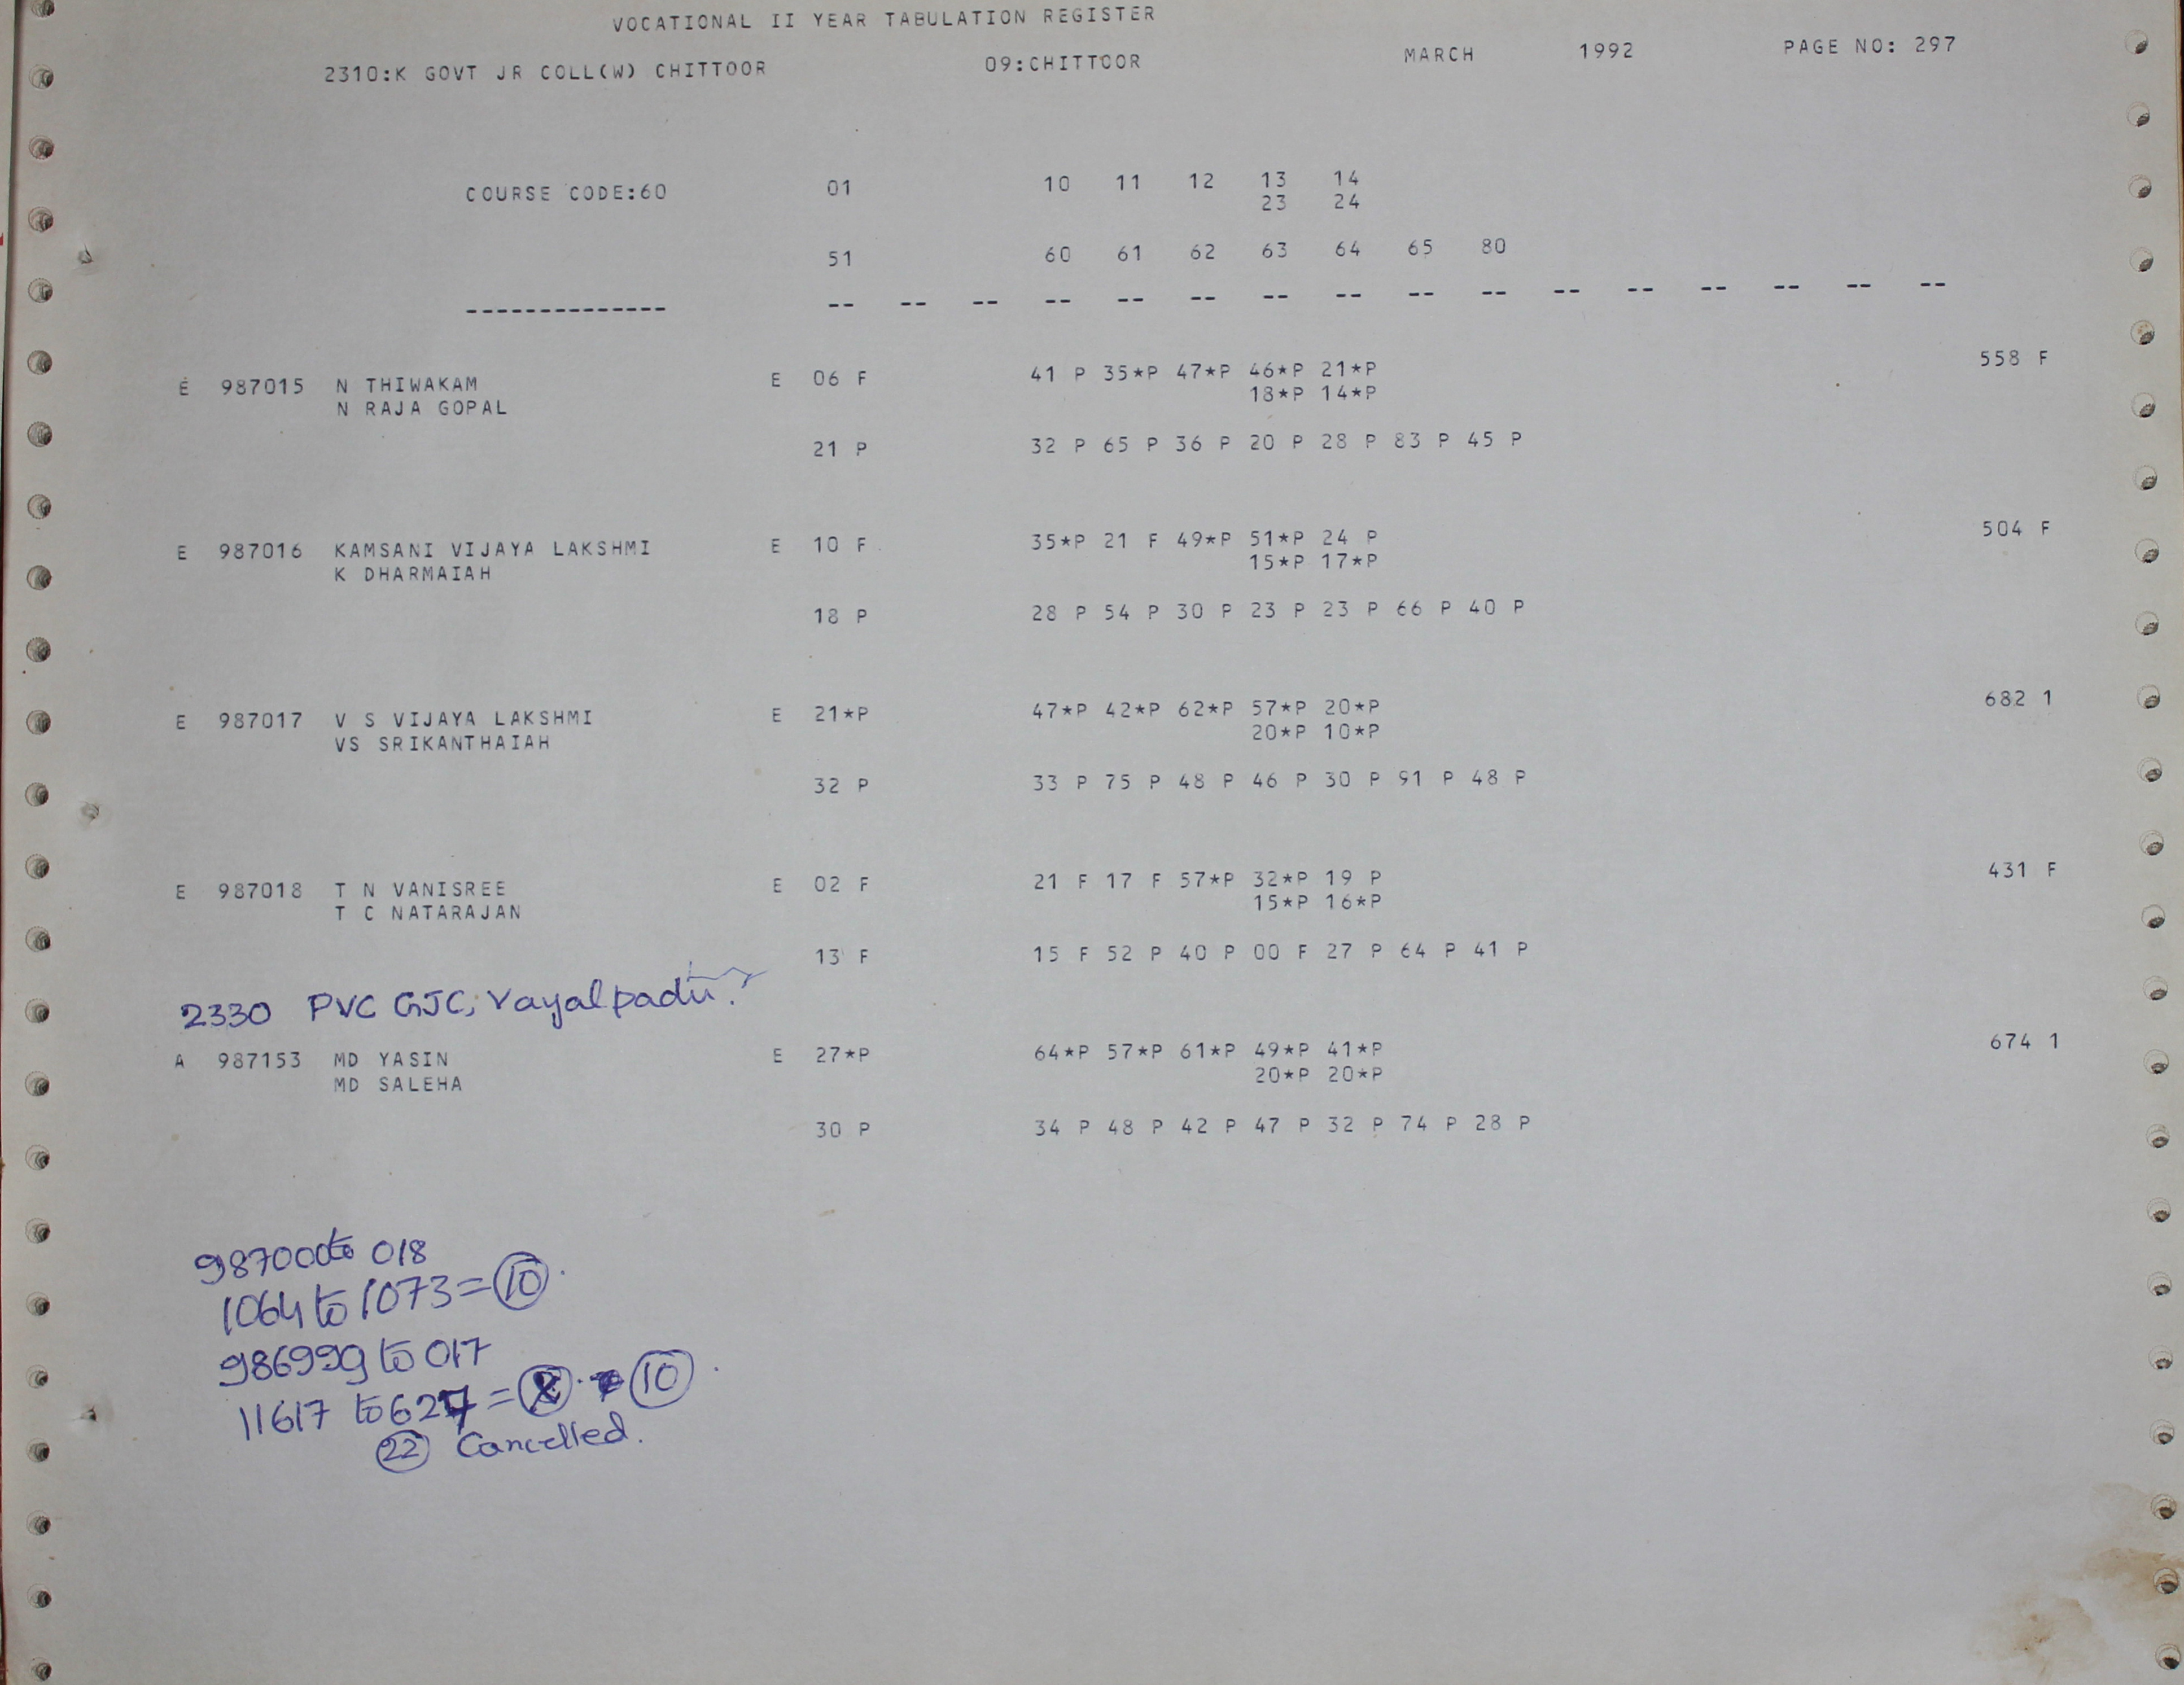 VOCATIONAL II YEAR TABULATION REGISTER
2310:K GOVT JR COLL(W) CHITTOOR 09:CHITTOOR MARCH 1992 PAGE NO: 297
COURSE CODE:60 01 10 11 12 13 14
23 24
51 60 61 62 63 64 65 80
-------------- -- -- -- -- -- -- -- -- -- -- -- -- -- -- -- --
E 987015 N THIWAKAM E 06 F 41 P 35*P 47*P 46*P 21*P 558 F
N RAJA GOPAL 18*P 14*P
21 P 32 P 65 P 36 P 20 P 28 P 83 P 45 P
E 987016 KAMSANI VIJAYA LAKSHMI E 10 F 35*P 21 F 49*P 51*P 24 P 504 F
K DHARMAIAH 15*P 17*P
18 P 28 P 54 P 30 P 23 P 23 P 66 P 40 P
E 987017 V S VIJAYA LAKSHMI E 21*P 47*P 42*P 62*P 57*P 20*P 682 1
VS SRIKANTHAIAH 20*P 10*P
32 P 33 P 75 P 48 P 46 P 30 P 91 P 48 P
E 987018 T N VANISREE E 02 F 21 F 17 F 57*P 32*P 19 P 431 F
T C NATARAJAN 15*P 16*P
13 F 15 F 52 P 40 P 00 F 27 P 64 P 41 P
2330 PVC GJC, Vayalpadu.
A 987153 MD YASIN E 27*P 64*P 57*P 61*P 49*P 41*P 674 1
MD SALEHA 20*P 20*P
30 P 34 P 48 P 42 P 47 P 32 P 74 P 28 P
987000 to 018
1064 to 1073 = 10.
986999 to 017
11617 to 627 = 10.
22 Cancelled.